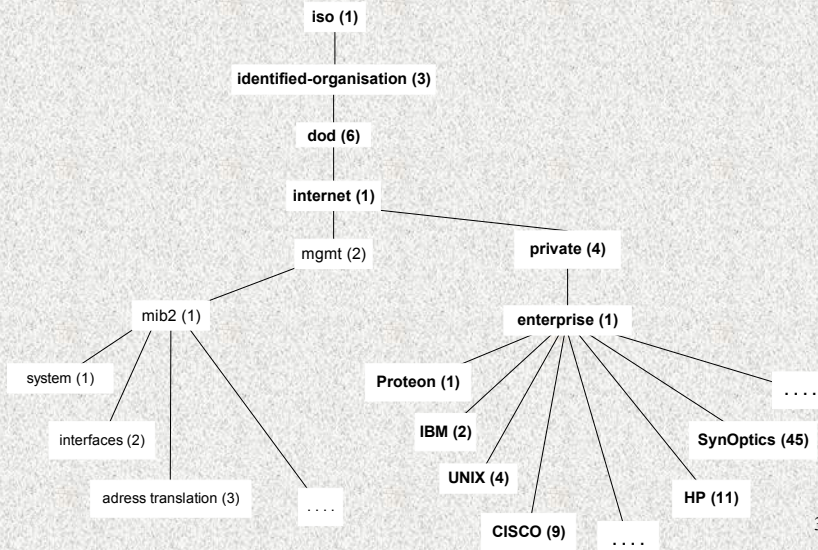 iso (1)
identified-organisation (3)
dod (6)
internet (1)
mgmt (2)
private (4)
mib2 (1)
enterprise (1)
system (1)
Proteon (1)
. . . .
interfaces (2)
IBM (2)
SynOptics (45)
UNIX (4)
adress translation (3)
. . . .
HP (11)
CISCO (9)
. . . .